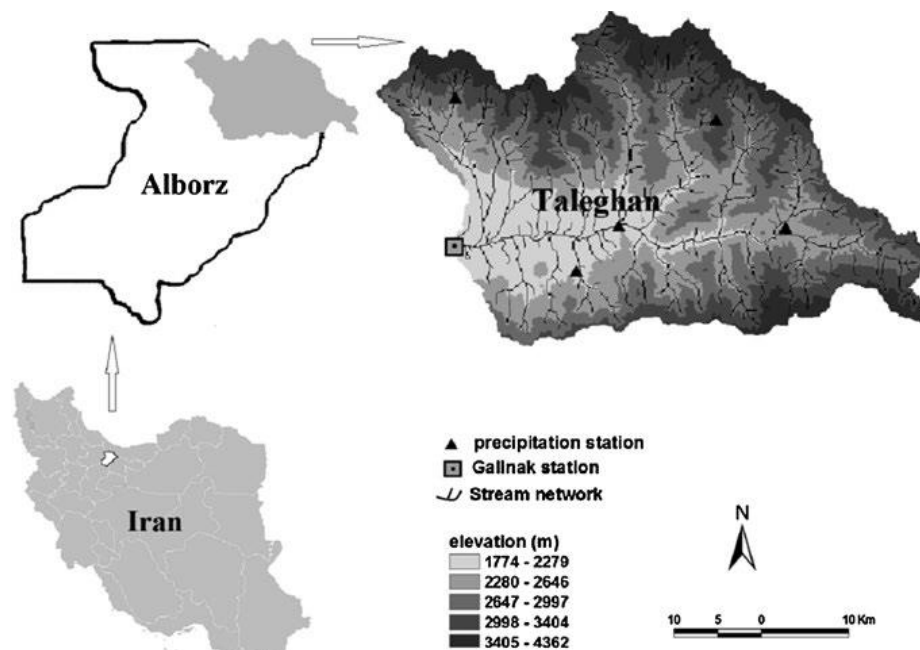 Alborz
Taleghan
Iran
precipitation station
Galinak station
Stream network
elevation (m)
1774 - 2279
2280 - 2646
2647 - 2997
2998 - 3404
3405 - 4362
N
10 5 0 10 Km